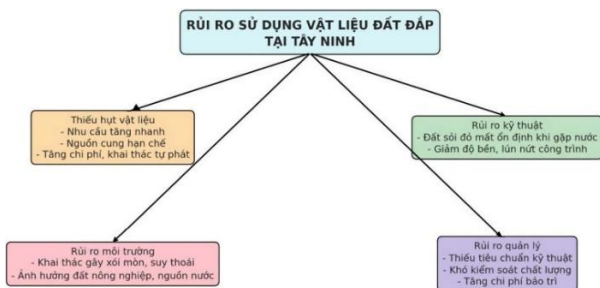 RỦI RO SỬ DỤNG VẬT LIỆU ĐẤT ĐẮP
TẠI TÂY NINH
Thiếu hụt vật liệu
- Nhu cầu tăng nhanh
- Nguồn cung hạn chế
- Tăng chi phí, khai thác tự phát
Rủi ro kỹ thuật
- Đất sỏi đỏ mất ổn định khi gặp nước
- Giảm độ bền, lún nứt công trình
Rủi ro môi trường
- Khai thác gây xói mòn, suy thoái
- Ảnh hưởng đất nông nghiệp, nguồn nước
Rủi ro quản lý
- Thiếu tiêu chuẩn kỹ thuật
- Khó kiểm soát chất lượng
- Tăng chi phí bảo trì